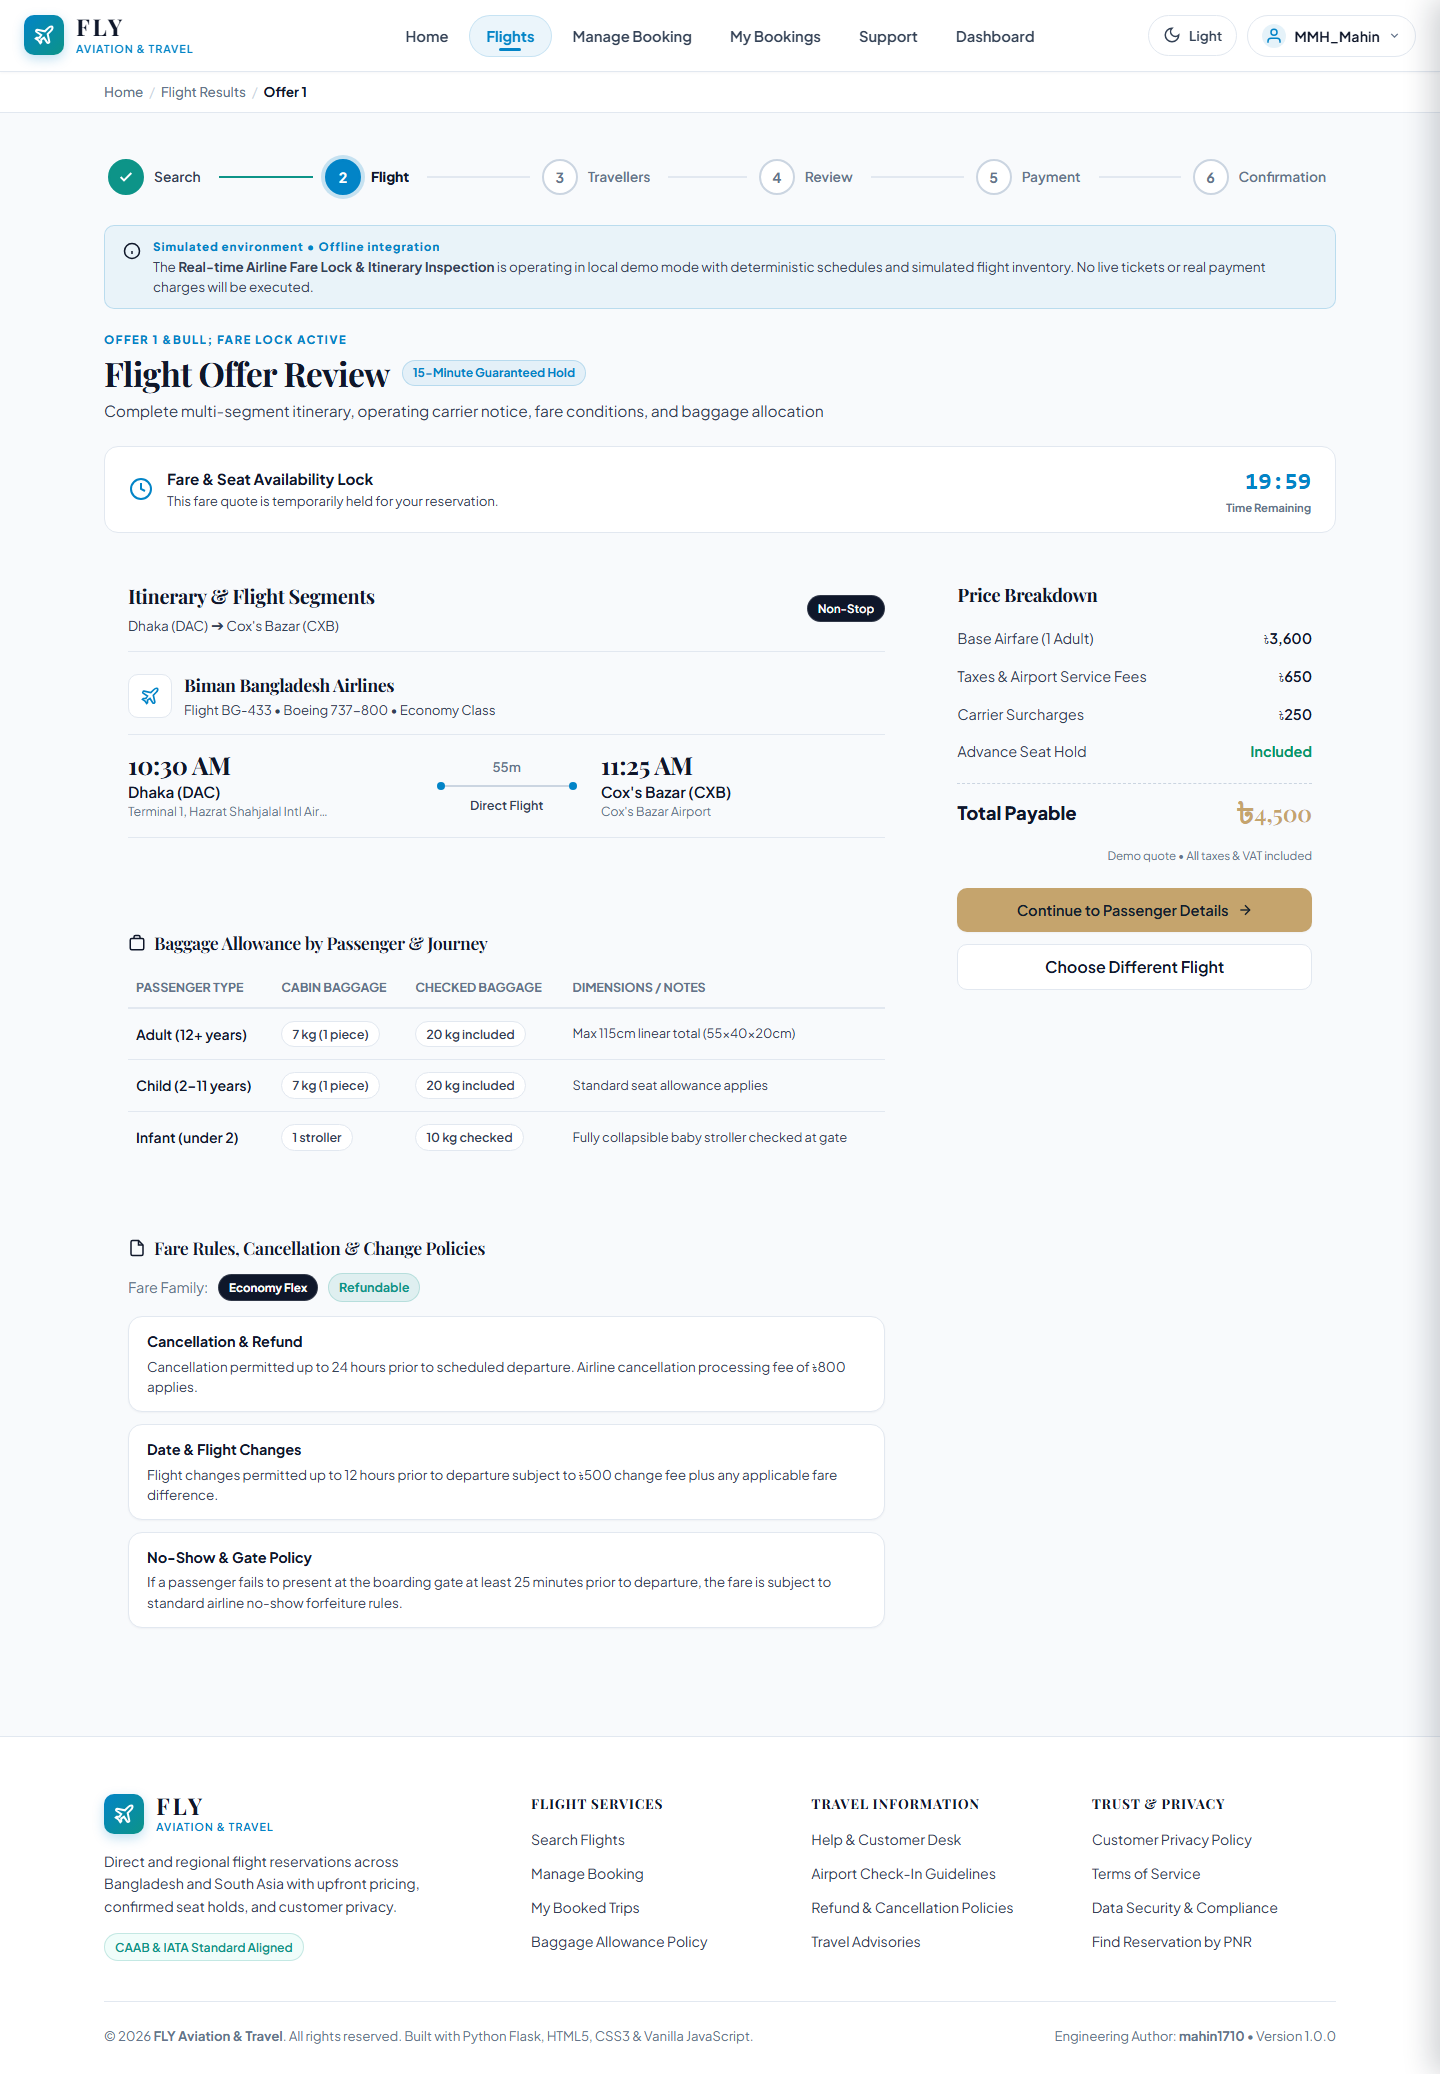 FLY
AVIATION & TRAVEL
Home
Flights
Manage Booking
My Bookings
Support
Dashboard
Light
MMH_Mahin
Home / Flight Results / Offer 1
Search
2 Flight
3 Travellers
4 Review
5 Payment
6 Confirmation
Simulated environment • Offline integration
The Real-time Airline Fare Lock & Itinerary Inspection is operating in local demo mode with deterministic schedules and simulated flight inventory. No live tickets or real payment
charges will be executed.
OFFER 1 &BULL; FARE LOCK ACTIVE
Flight Offer Review
15-Minute Guaranteed Hold
Complete multi-segment itinerary, operating carrier notice, fare conditions, and baggage allocation
Fare & Seat Availability Lock
This fare quote is temporarily held for your reservation.
19:59
Time Remaining
Itinerary & Flight Segments
Dhaka (DAC) ➔ Cox's Bazar (CXB)
Non-Stop
Biman Bangladesh Airlines
Flight BG-433 • Boeing 737-800 • Economy Class
10:30 AM
Dhaka (DAC)
Terminal 1, Hazrat Shahjalal Intl Air...
55m
Direct Flight
11:25 AM
Cox's Bazar (CXB)
Cox's Bazar Airport
Price Breakdown
Base Airfare (1 Adult) ৳3,600
Taxes & Airport Service Fees ৳650
Carrier Surcharges ৳250
Advance Seat Hold Included
Total Payable ৳4,500
Demo quote • All taxes & VAT included
Continue to Passenger Details →
Choose Different Flight
Baggage Allowance by Passenger & Journey
PASSENGER TYPE CABIN BAGGAGE CHECKED BAGGAGE DIMENSIONS / NOTES
Adult (12+ years) 7 kg (1 piece) 20 kg included Max 115cm linear total (55×40×20cm)
Child (2-11 years) 7 kg (1 piece) 20 kg included Standard seat allowance applies
Infant (under 2) 1 stroller 10 kg checked Fully collapsible baby stroller checked at gate
Fare Rules, Cancellation & Change Policies
Fare Family: Economy Flex Refundable
Cancellation & Refund
Cancellation permitted up to 24 hours prior to scheduled departure. Airline cancellation processing fee of ৳800
applies.
Date & Flight Changes
Flight changes permitted up to 12 hours prior to departure subject to ৳500 change fee plus any applicable fare
difference.
No-Show & Gate Policy
If a passenger fails to present at the boarding gate at least 25 minutes prior to departure, the fare is subject to
standard airline no-show forfeiture rules.
FLY
AVIATION & TRAVEL
Direct and regional flight reservations across
Bangladesh and South Asia with upfront pricing,
confirmed seat holds, and customer privacy.
CAAB & IATA Standard Aligned
FLIGHT SERVICES
Search Flights
Manage Booking
My Booked Trips
Baggage Allowance Policy
TRAVEL INFORMATION
Help & Customer Desk
Airport Check-In Guidelines
Refund & Cancellation Policies
Travel Advisories
TRUST & PRIVACY
Customer Privacy Policy
Terms of Service
Data Security & Compliance
Find Reservation by PNR
© 2026 FLY Aviation & Travel. All rights reserved. Built with Python Flask, HTML5, CSS3 & Vanilla JavaScript.
Engineering Author: mahin1710 • Version 1.0.0